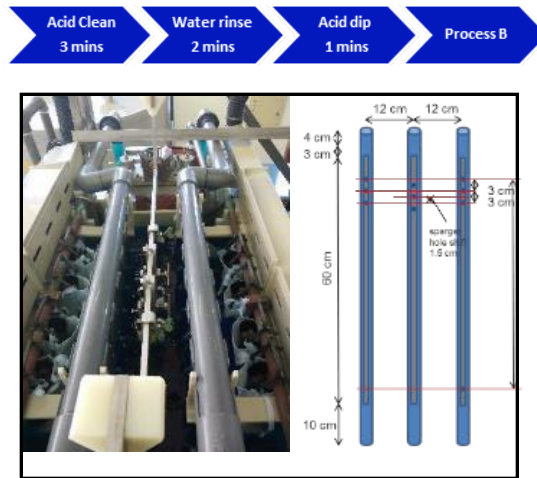 Acid Clean
3 mins
Water rinse
2 mins
Acid dip
1 mins
Process B
12 cm
12 cm
4 cm
3 cm
3 cm
3 cm
sparger
hole shift
1.5 cm
60 cm
10 cm